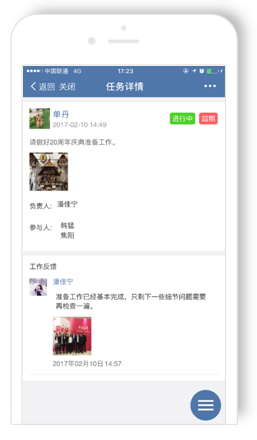 中国联通 4G 17:23
返回 关闭 任务详情
单丹 进行中 超期
2017-02-10 14:49
请做好20周年庆典准备工作。
负责人: 潘佳宁
参与人: 韩猛
焦阳
工作反馈
潘佳宁
准备工作已经基本完成，只剩下一些细节问题需要
再检查一遍。
2017年02月10日 14:57